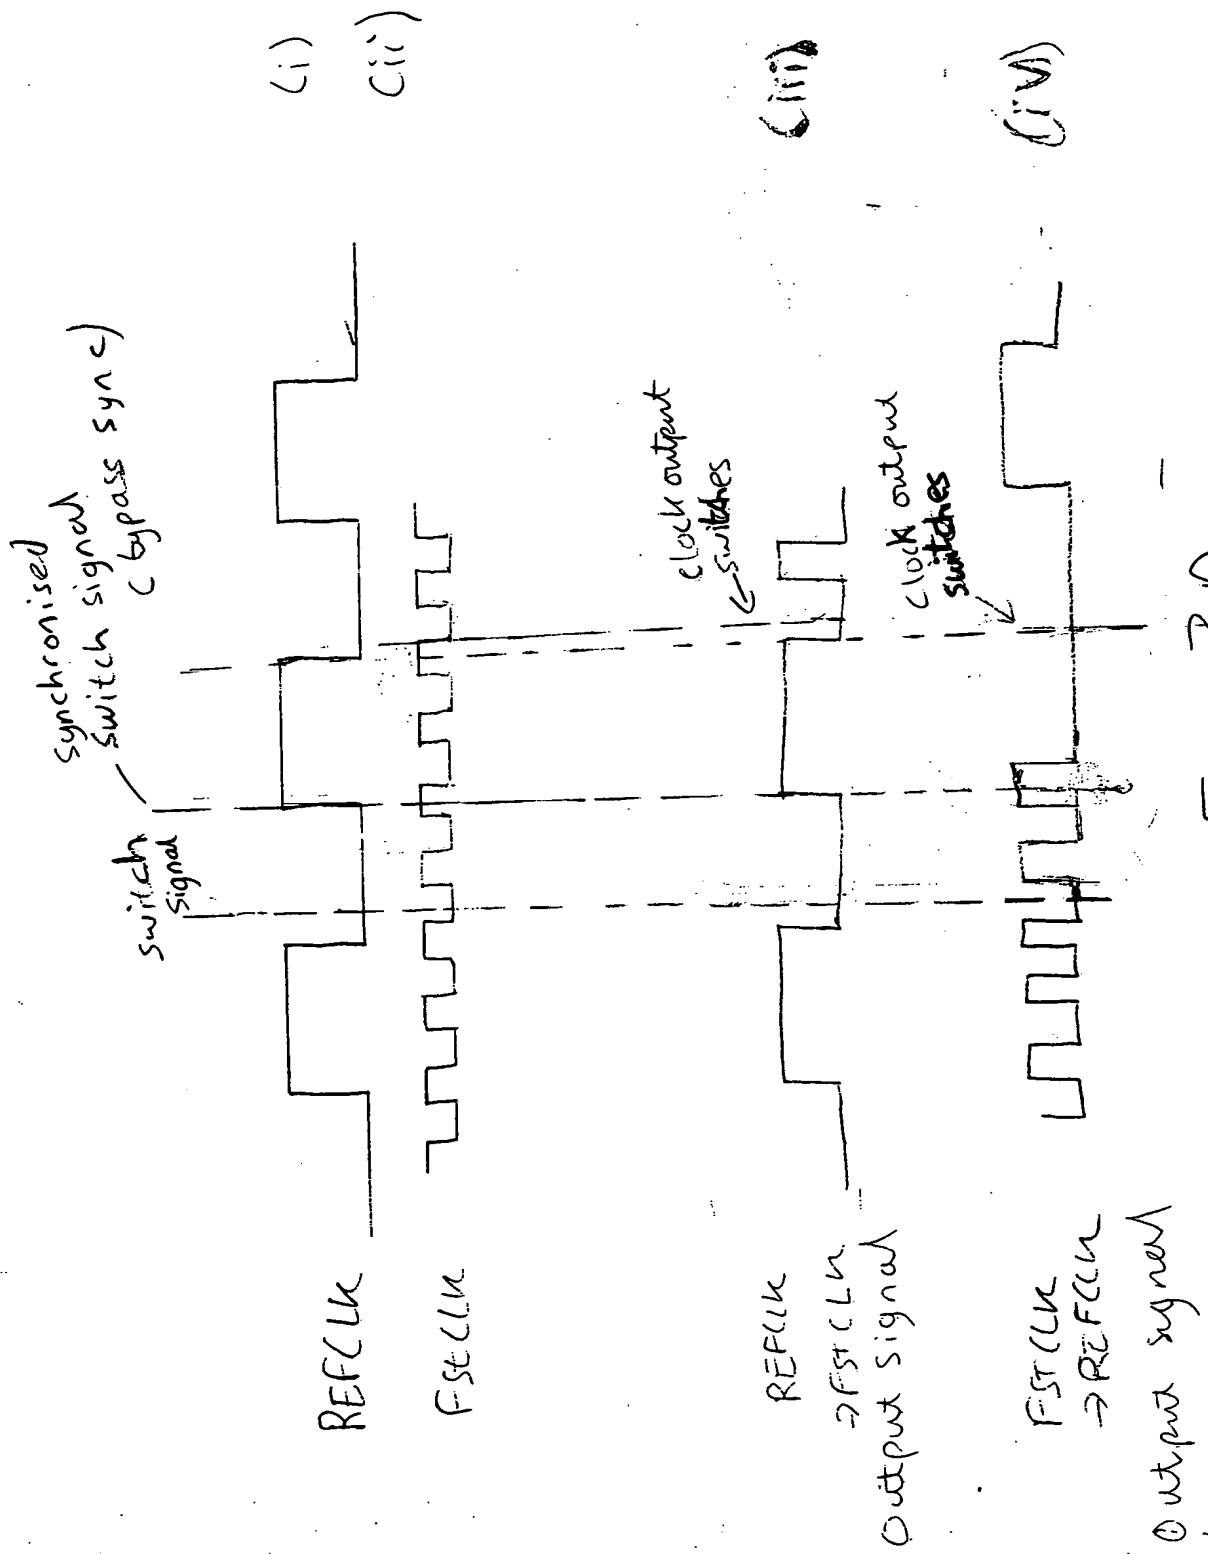 Synchronised
switch signal
(bypass sync)
switch
signal
REFCLK
(i)
FstCLK
(ii)
clock output
switches
REFCLK
→FSTCLK
Output Signal
(iii)
clock output
switches
FSTCLK
→REFCLK
Output signal
(iv)